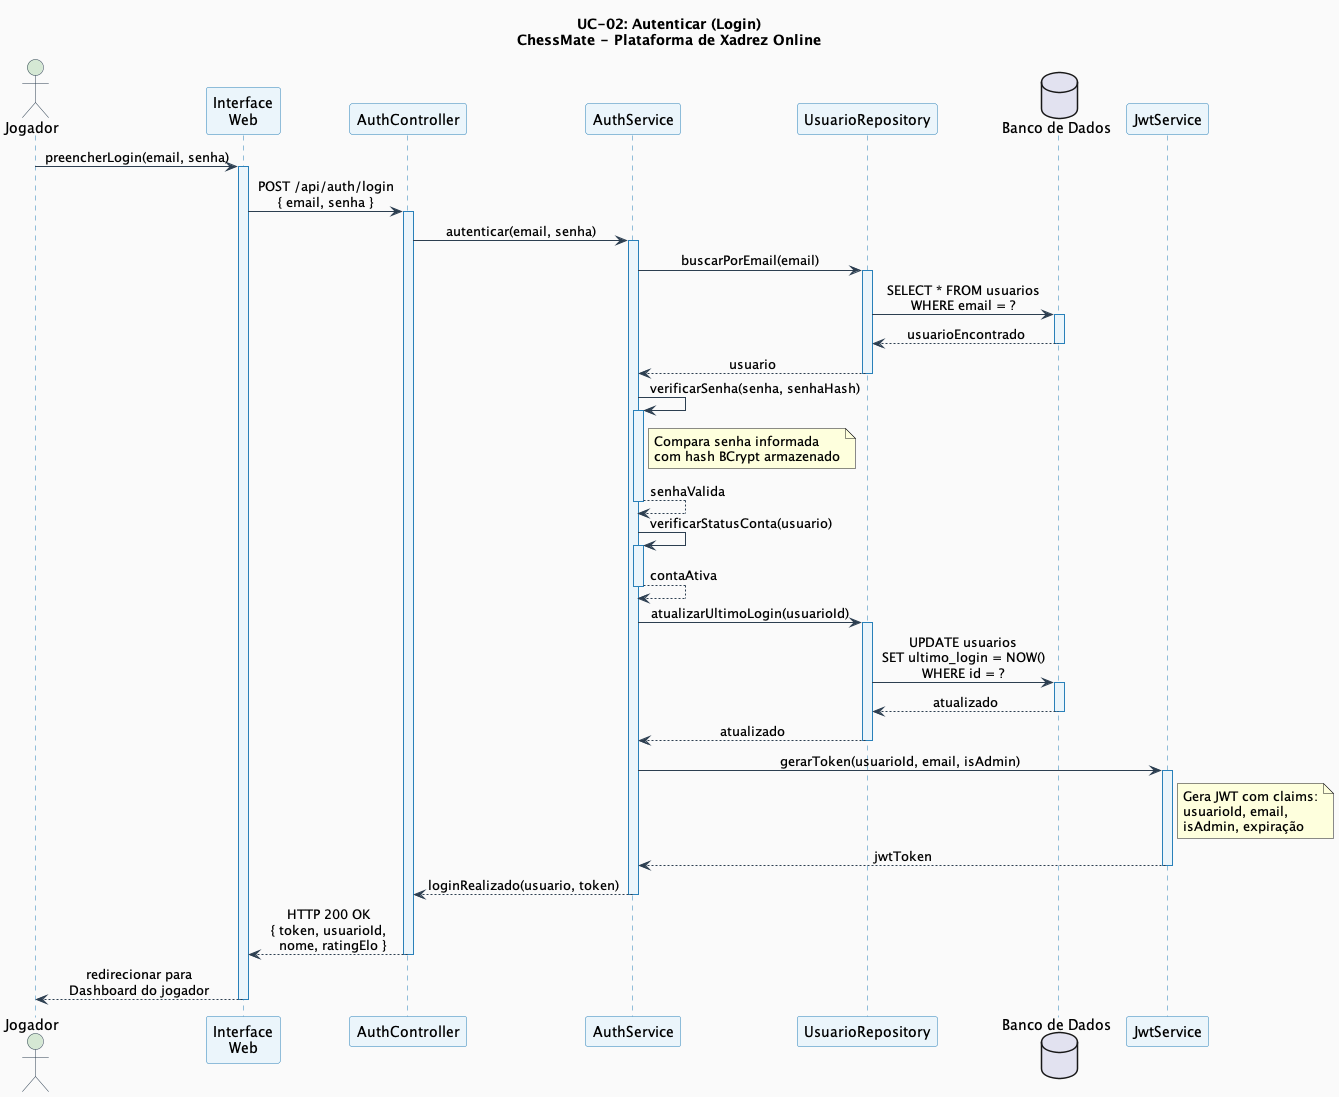 UC-02: Autenticar (Login)
ChessMate - Plataforma de Xadrez Online
Jogador
Interface
Web
AuthController
AuthService
UsuarioRepository
Banco de Dados
JwtService
preencherLogin(email, senha)
POST /api/auth/login
{ email, senha }
autenticar(email, senha)
buscarPorEmail(email)
SELECT * FROM usuarios
WHERE email = ?
usuarioEncontrado
usuario
verificarSenha(senha, senhaHash)
Compara senha informada
com hash BCrypt armazenado
senhaValida
verificarStatusConta(usuario)
contaAtiva
atualizarUltimoLogin(usuarioId)
UPDATE usuarios
SET ultimo_login = NOW()
WHERE id = ?
atualizado
atualizado
gerarToken(usuarioId, email, isAdmin)
Gera JWT com claims:
usuarioId, email,
isAdmin, expiração
jwtToken
loginRealizado(usuario, token)
HTTP 200 OK
{ token, usuarioId,
nome, ratingElo }
redirecionar para
Dashboard do jogador
Jogador
Interface
Web
AuthController
AuthService
UsuarioRepository
Banco de Dados
JwtService